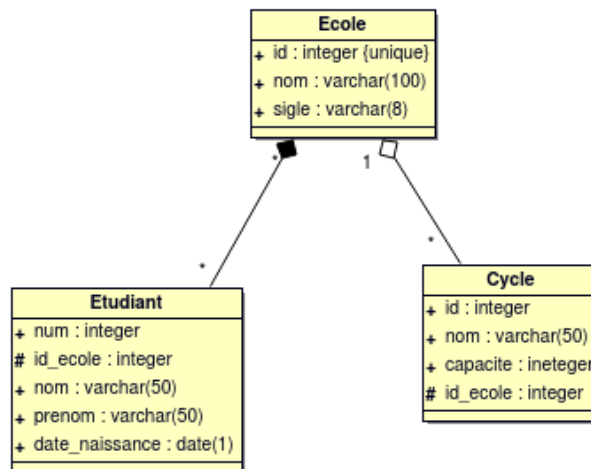 Ecole
+ id : integer {unique}
+ nom : varchar(100)
+ sigle : varchar(8)
* 1
* *
Etudiant
+ num : integer
# id_ecole : integer
+ nom : varchar(50)
+ prenom : varchar(50)
+ date_naissance : date(1)
Cycle
+ id : integer
+ nom : varchar(50)
+ capacite : ineteger
# id_ecole : integer